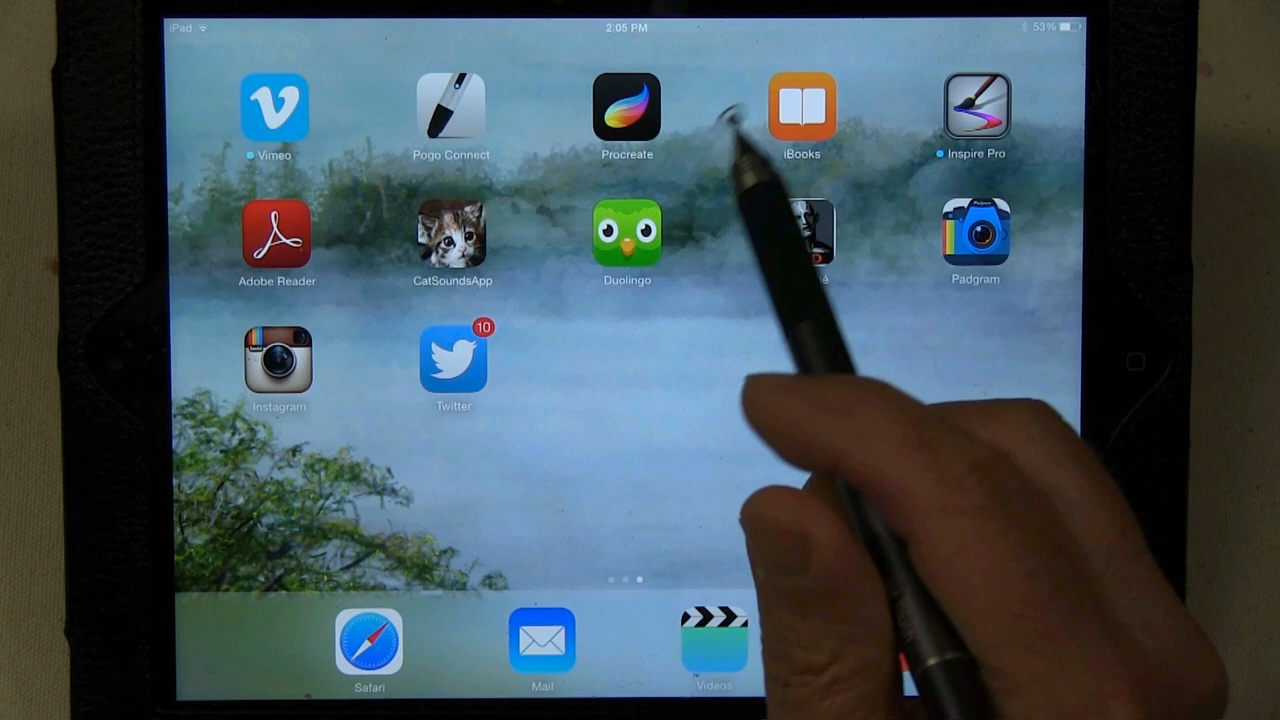 iPad 2:05 PM 53%
Vimeo Pogo Connect Procreate iBooks Inspire Pro
Adobe Reader CatSoundsApp Duolingo Padgram
10
Instagram Twitter
Safari Mail Videos